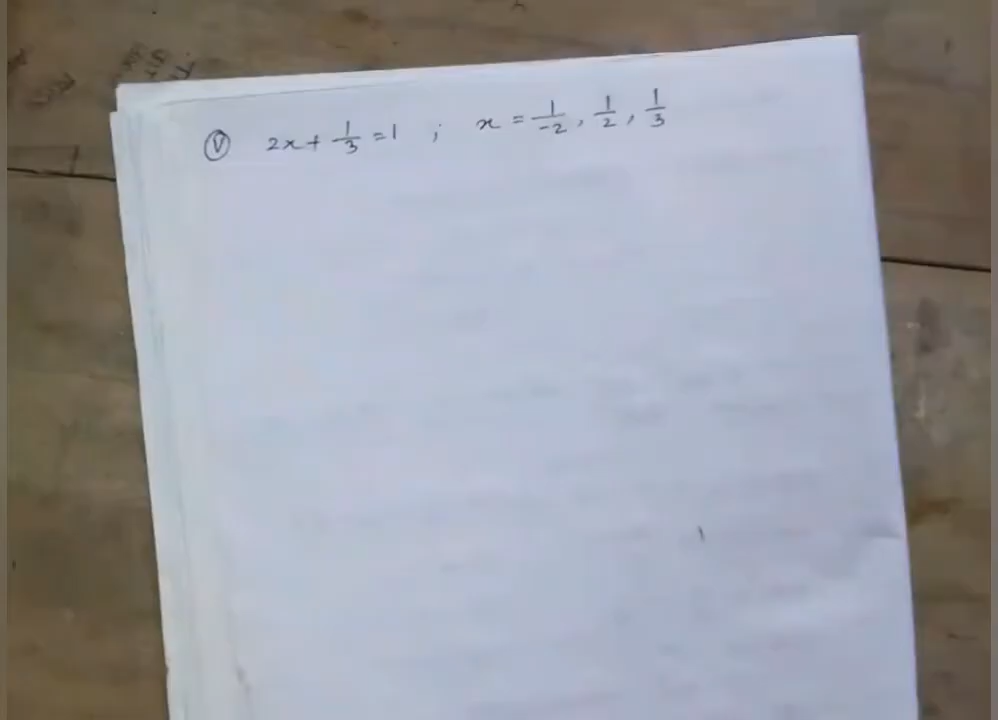 (V) 2x + 1/3 = 1 ; x = 1/-2, 1/2, 1/3